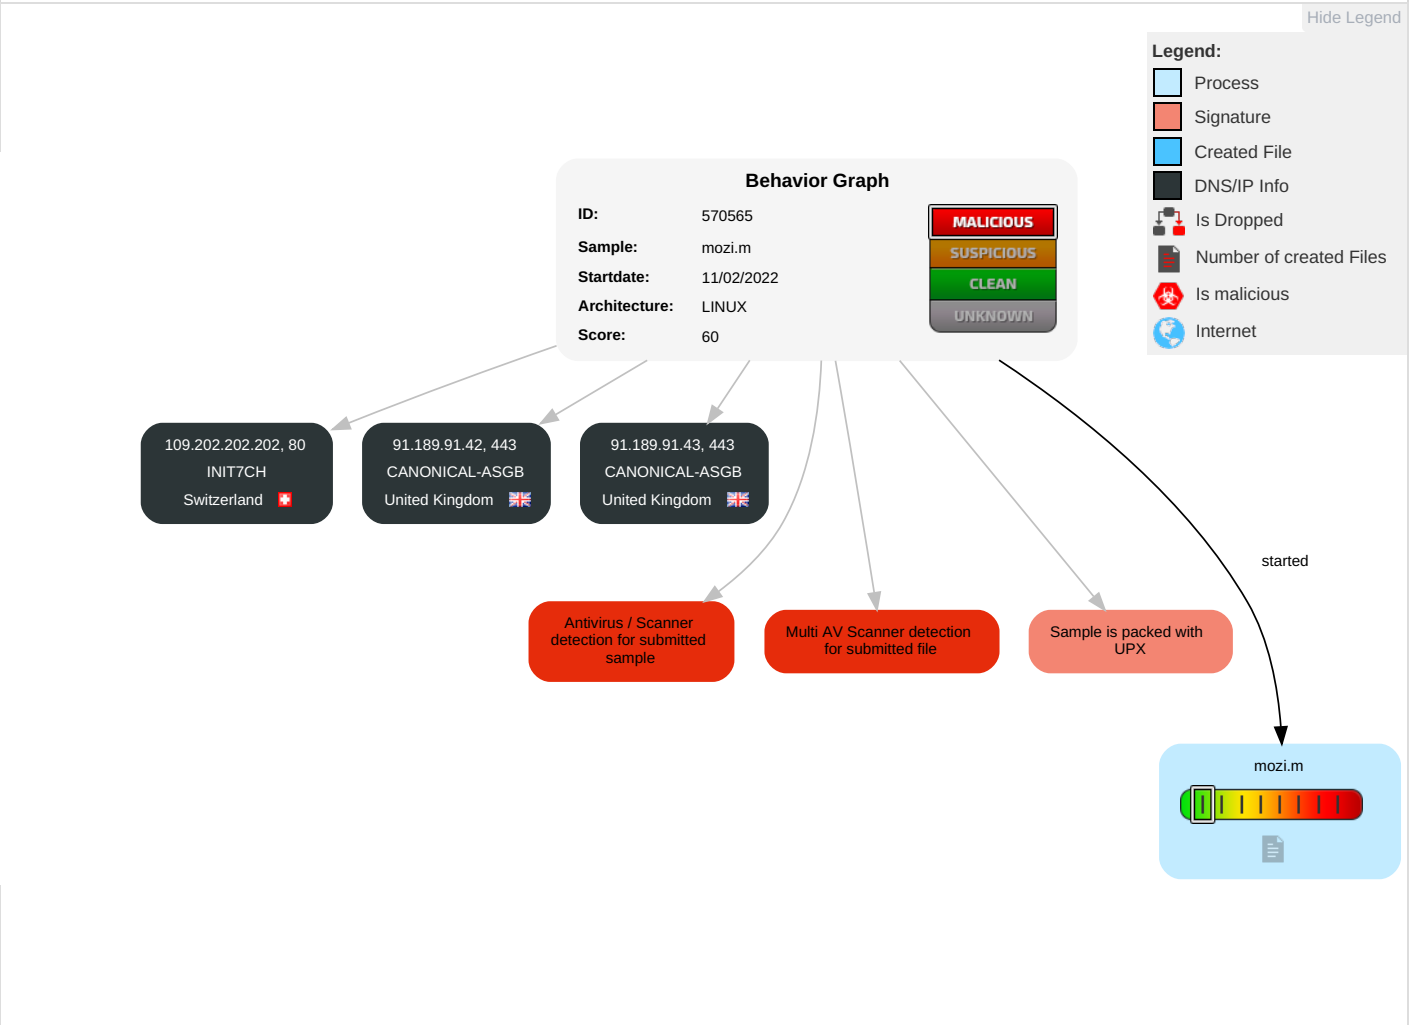 Hide Legend
Legend:
Process
Signature
Created File
DNS/IP Info
Is Dropped
Number of created Files
Is malicious
Internet
Behavior Graph
ID: 570565
Sample: mozi.m
Startdate: 11/02/2022
Architecture: LINUX
Score: 60
MALICIOUS
SUSPICIOUS
CLEAN
UNKNOWN
109.202.202.202, 80
INIT7CH
Switzerland
91.189.91.42, 443
CANONICAL-ASGB
United Kingdom
91.189.91.43, 443
CANONICAL-ASGB
United Kingdom
started
Antivirus / Scanner
detection for submitted
sample
Multi AV Scanner detection
for submitted file
Sample is packed with
UPX
mozi.m